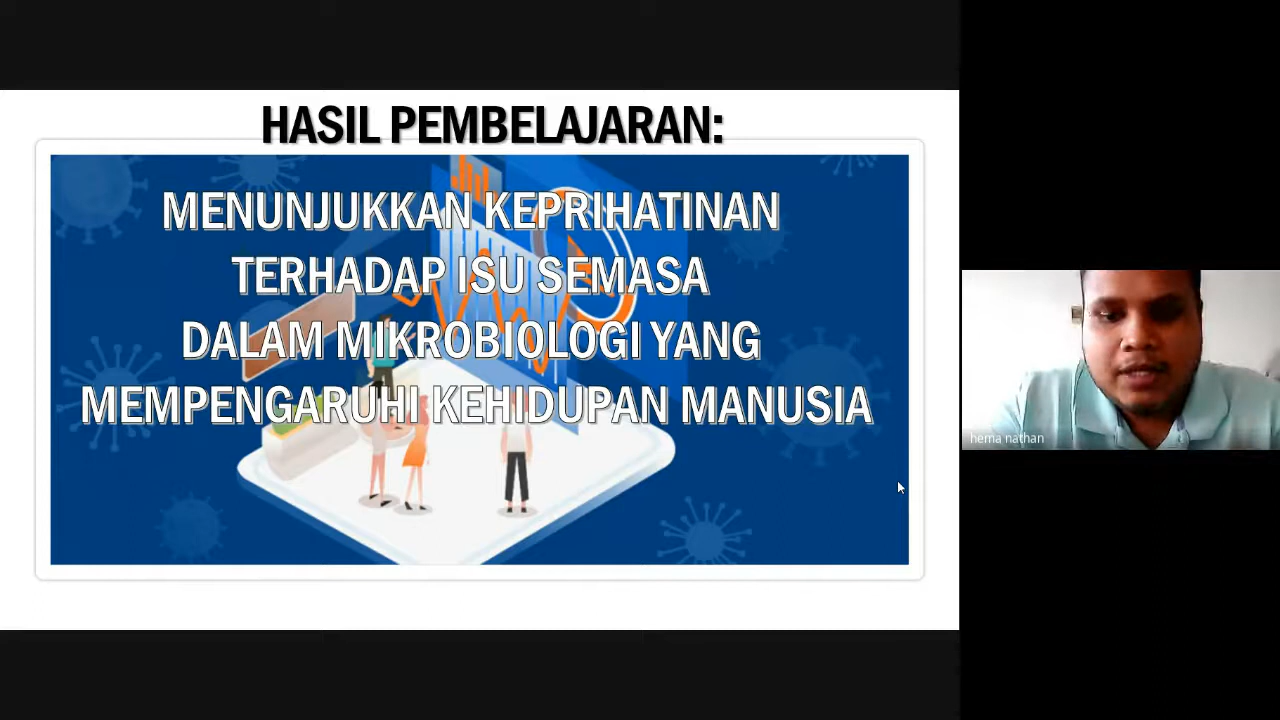 HASIL PEMBELAJARAN:
MENUNJUKKAN KEPRIHATINAN
TERHADAP ISU SEMASA
DALAM MIKROBIOLOGI YANG
MEMPENGARUHI KEHIDUPAN MANUSIA
hema nathan